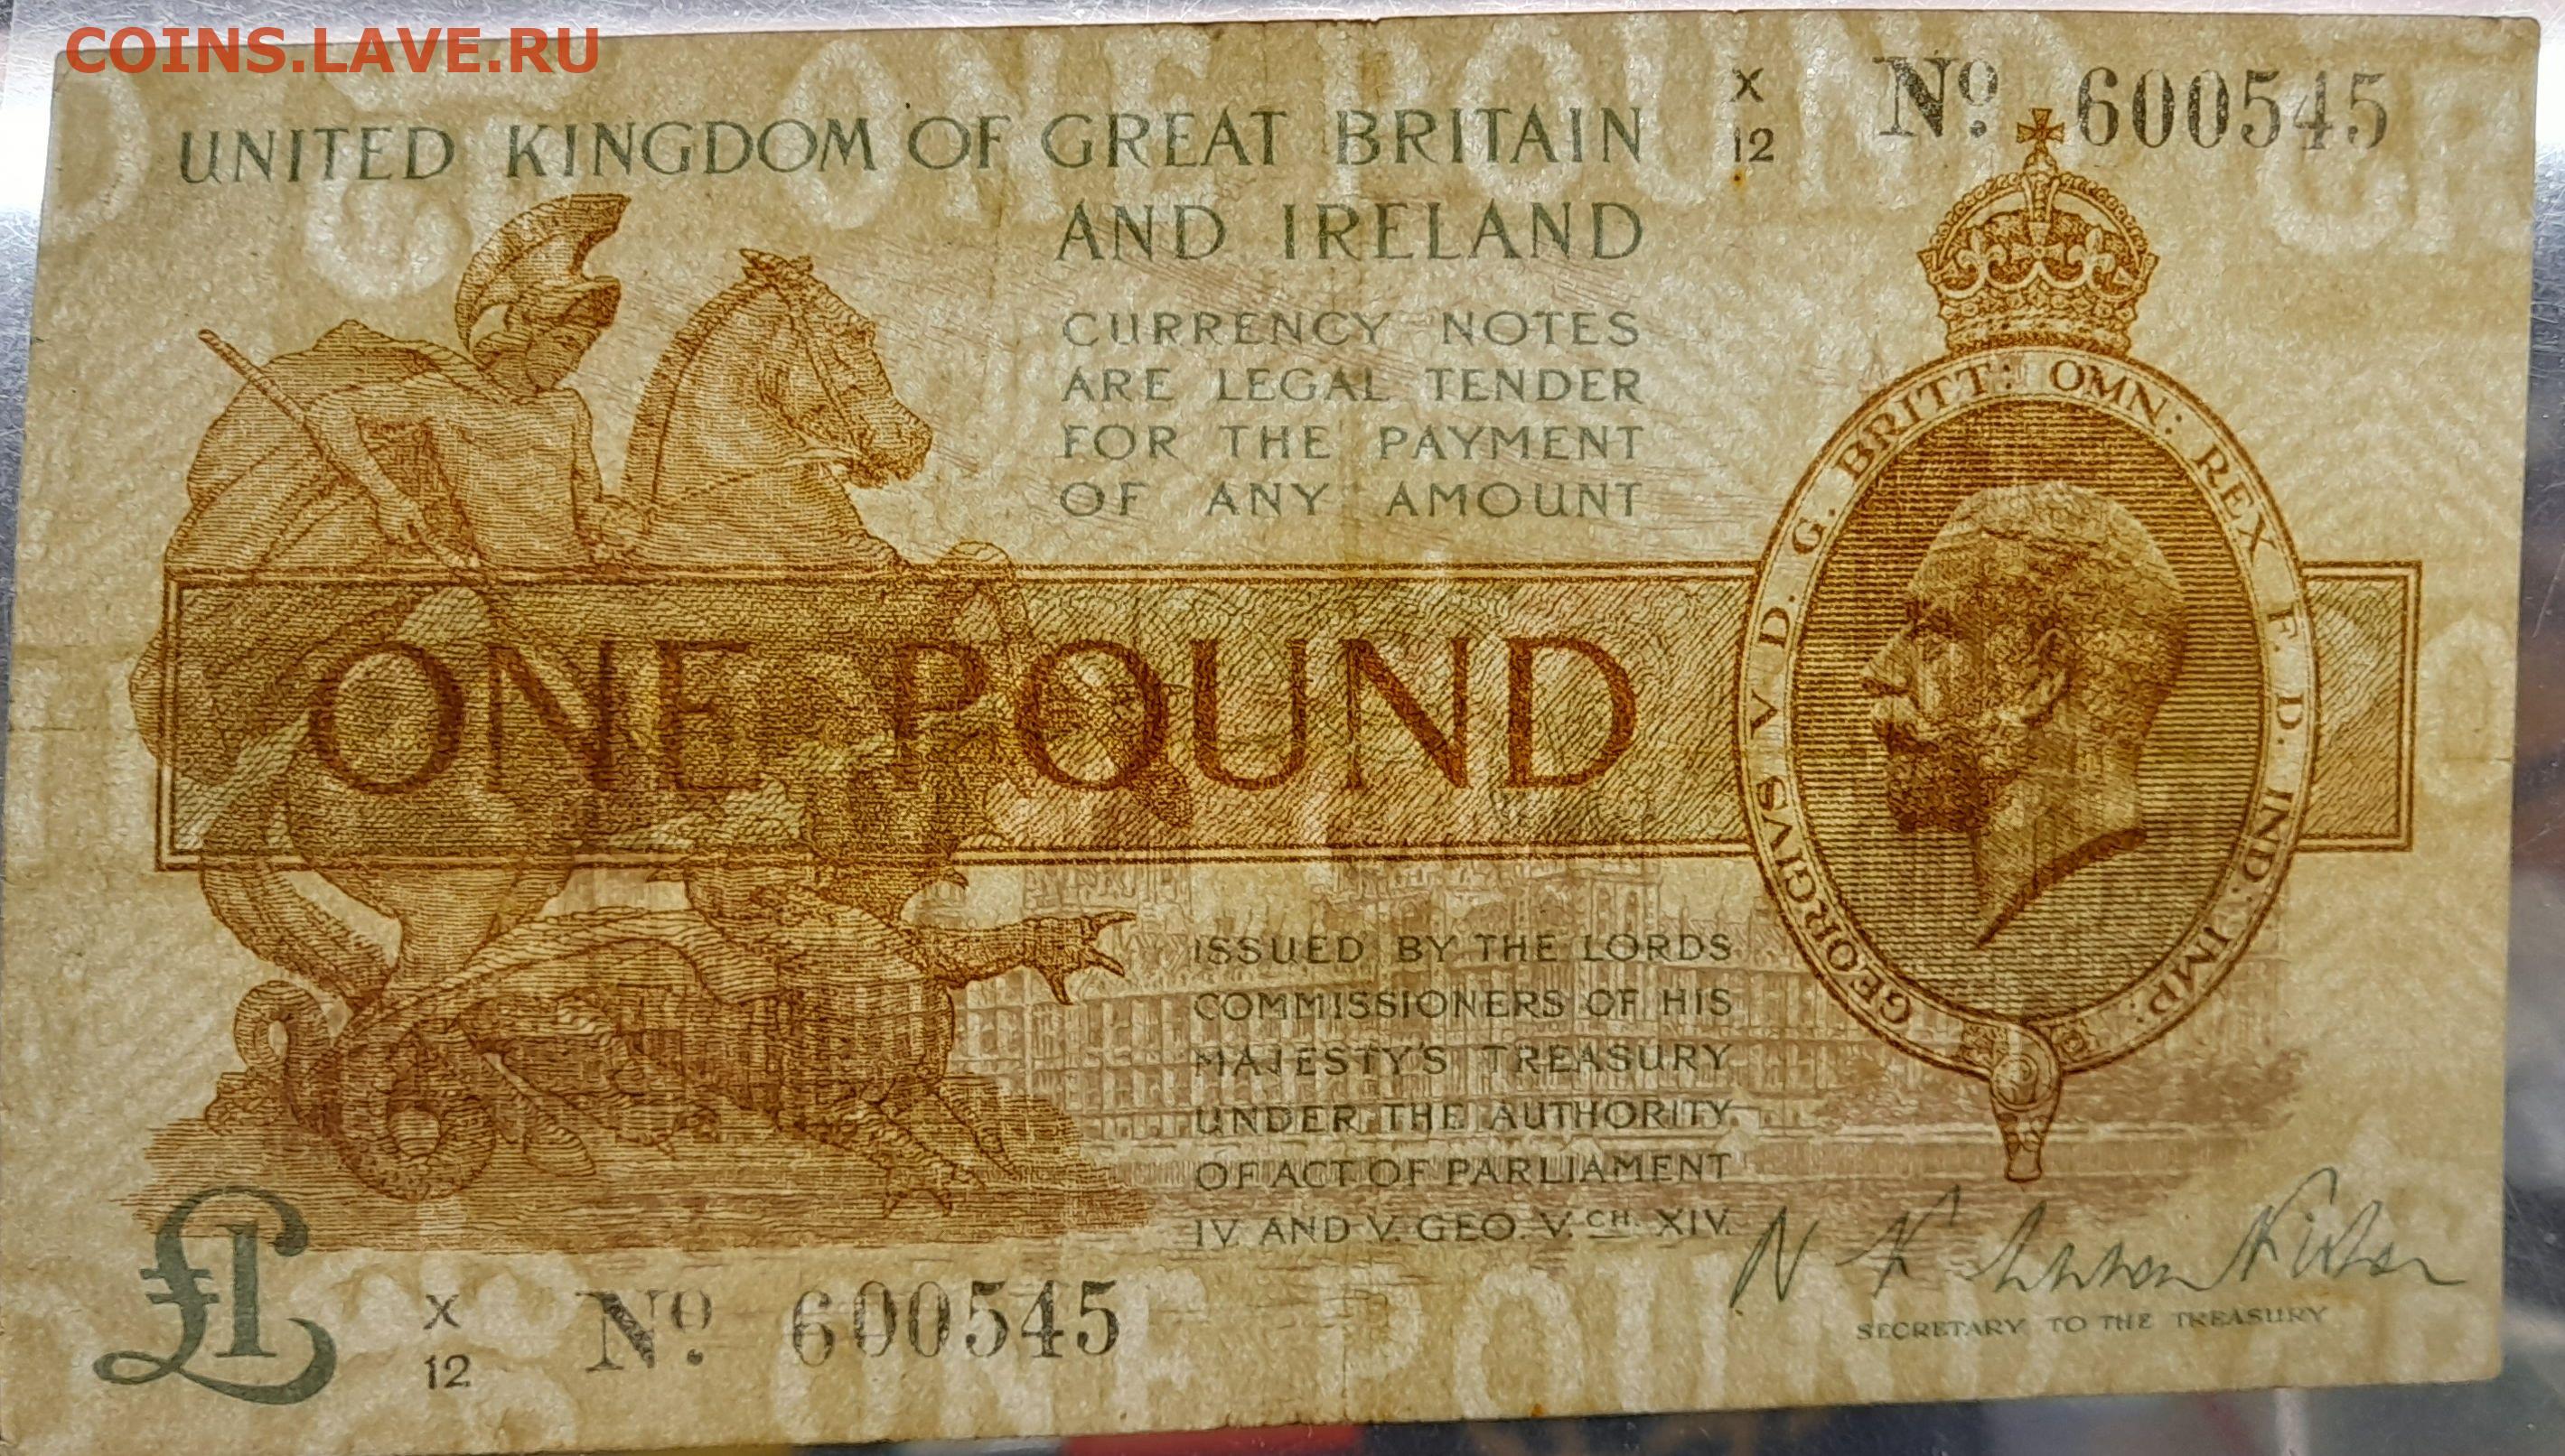 COINS.LAVE.RU
X
12
Nº 600545
UNITED KINGDOM OF GREAT BRITAIN
AND IRELAND
CURRENCY NOTES
ARE LEGAL TENDER
FOR THE PAYMENT
OF ANY AMOUNT
ONE POUND
GEORGIVS V D. G. BRITT: OMN: REX F. D. IND: IMP:
ISSUED BY THE LORDS
COMMISSIONERS OF HIS
MAJESTY'S TREASURY
UNDER THE AUTHORITY
OF ACT OF PARLIAMENT
IV. AND V. GEO. V. CH. XIV.
£1
X
12
Nº 600545
SECRETARY TO THE TREASURY